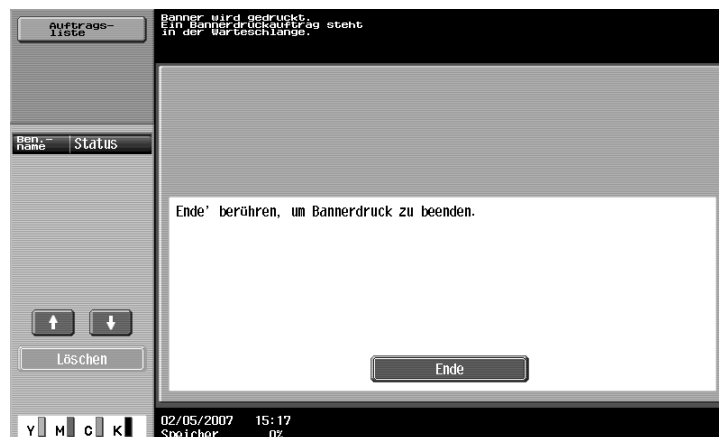 Auftrags-
liste
Banner wird gedruckt.
Ein Bannerdruckauftrag steht
in der Warteschlange.
Ben.-
name
Status
Ende' berühren, um Bannerdruck zu beenden.
Löschen
Ende
Y M C K
02/05/2007 15:17
Speicher 0%